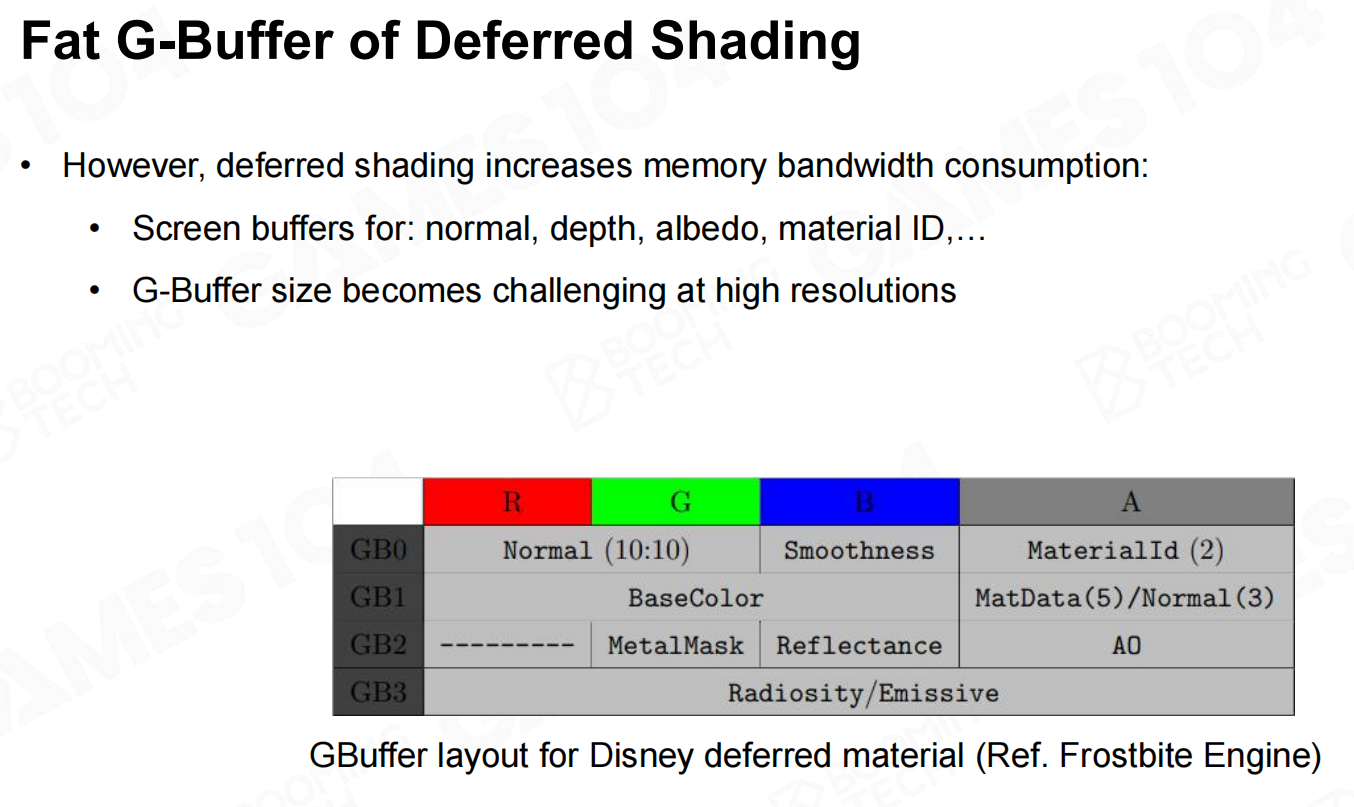 Fat G-Buffer of Deferred Shading
• However, deferred shading increases memory bandwidth consumption:
• Screen buffers for: normal, depth, albedo, material ID,…
• G-Buffer size becomes challenging at high resolutions
R G B A
GB0 Normal (10:10) Smoothness MaterialId (2)
GB1 BaseColor MatData(5)/Normal(3)
GB2 --------- MetalMask Reflectance AO
GB3 Radiosity/Emissive
GBuffer layout for Disney deferred material (Ref. Frostbite Engine)
GAMES 104
BOOMING TECH